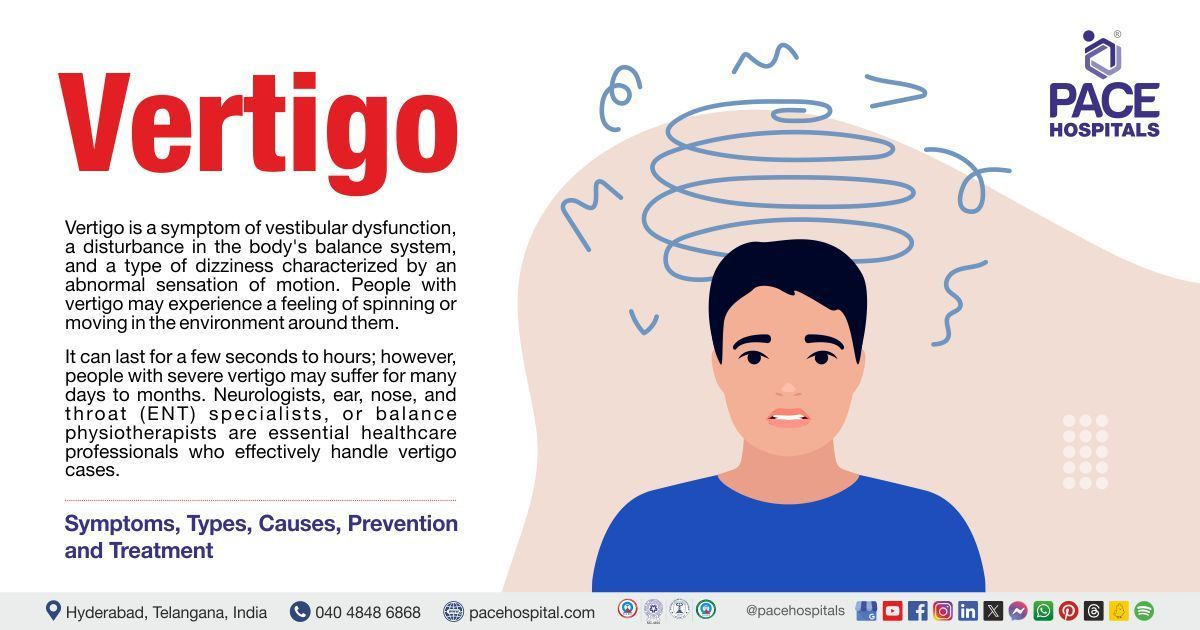 Vertigo
Vertigo is a symptom of vestibular dysfunction,
a disturbance in the body's balance system,
and a type of dizziness characterized by an
abnormal sensation of motion. People with
vertigo may experience a feeling of spinning or
moving in the environment around them.
It can last for a few seconds to hours; however,
people with severe vertigo may suffer for many
days to months. Neurologists, ear, nose, and
throat (ENT) specialists, or balance
physiotherapists are essential healthcare
professionals who effectively handle vertigo
cases.
Symptoms, Types, Causes, Prevention
and Treatment
®
PACE
HOSPITALS
Hyderabad, Telangana, India
040 4848 6868
pacehospital.com
@pacehospitals